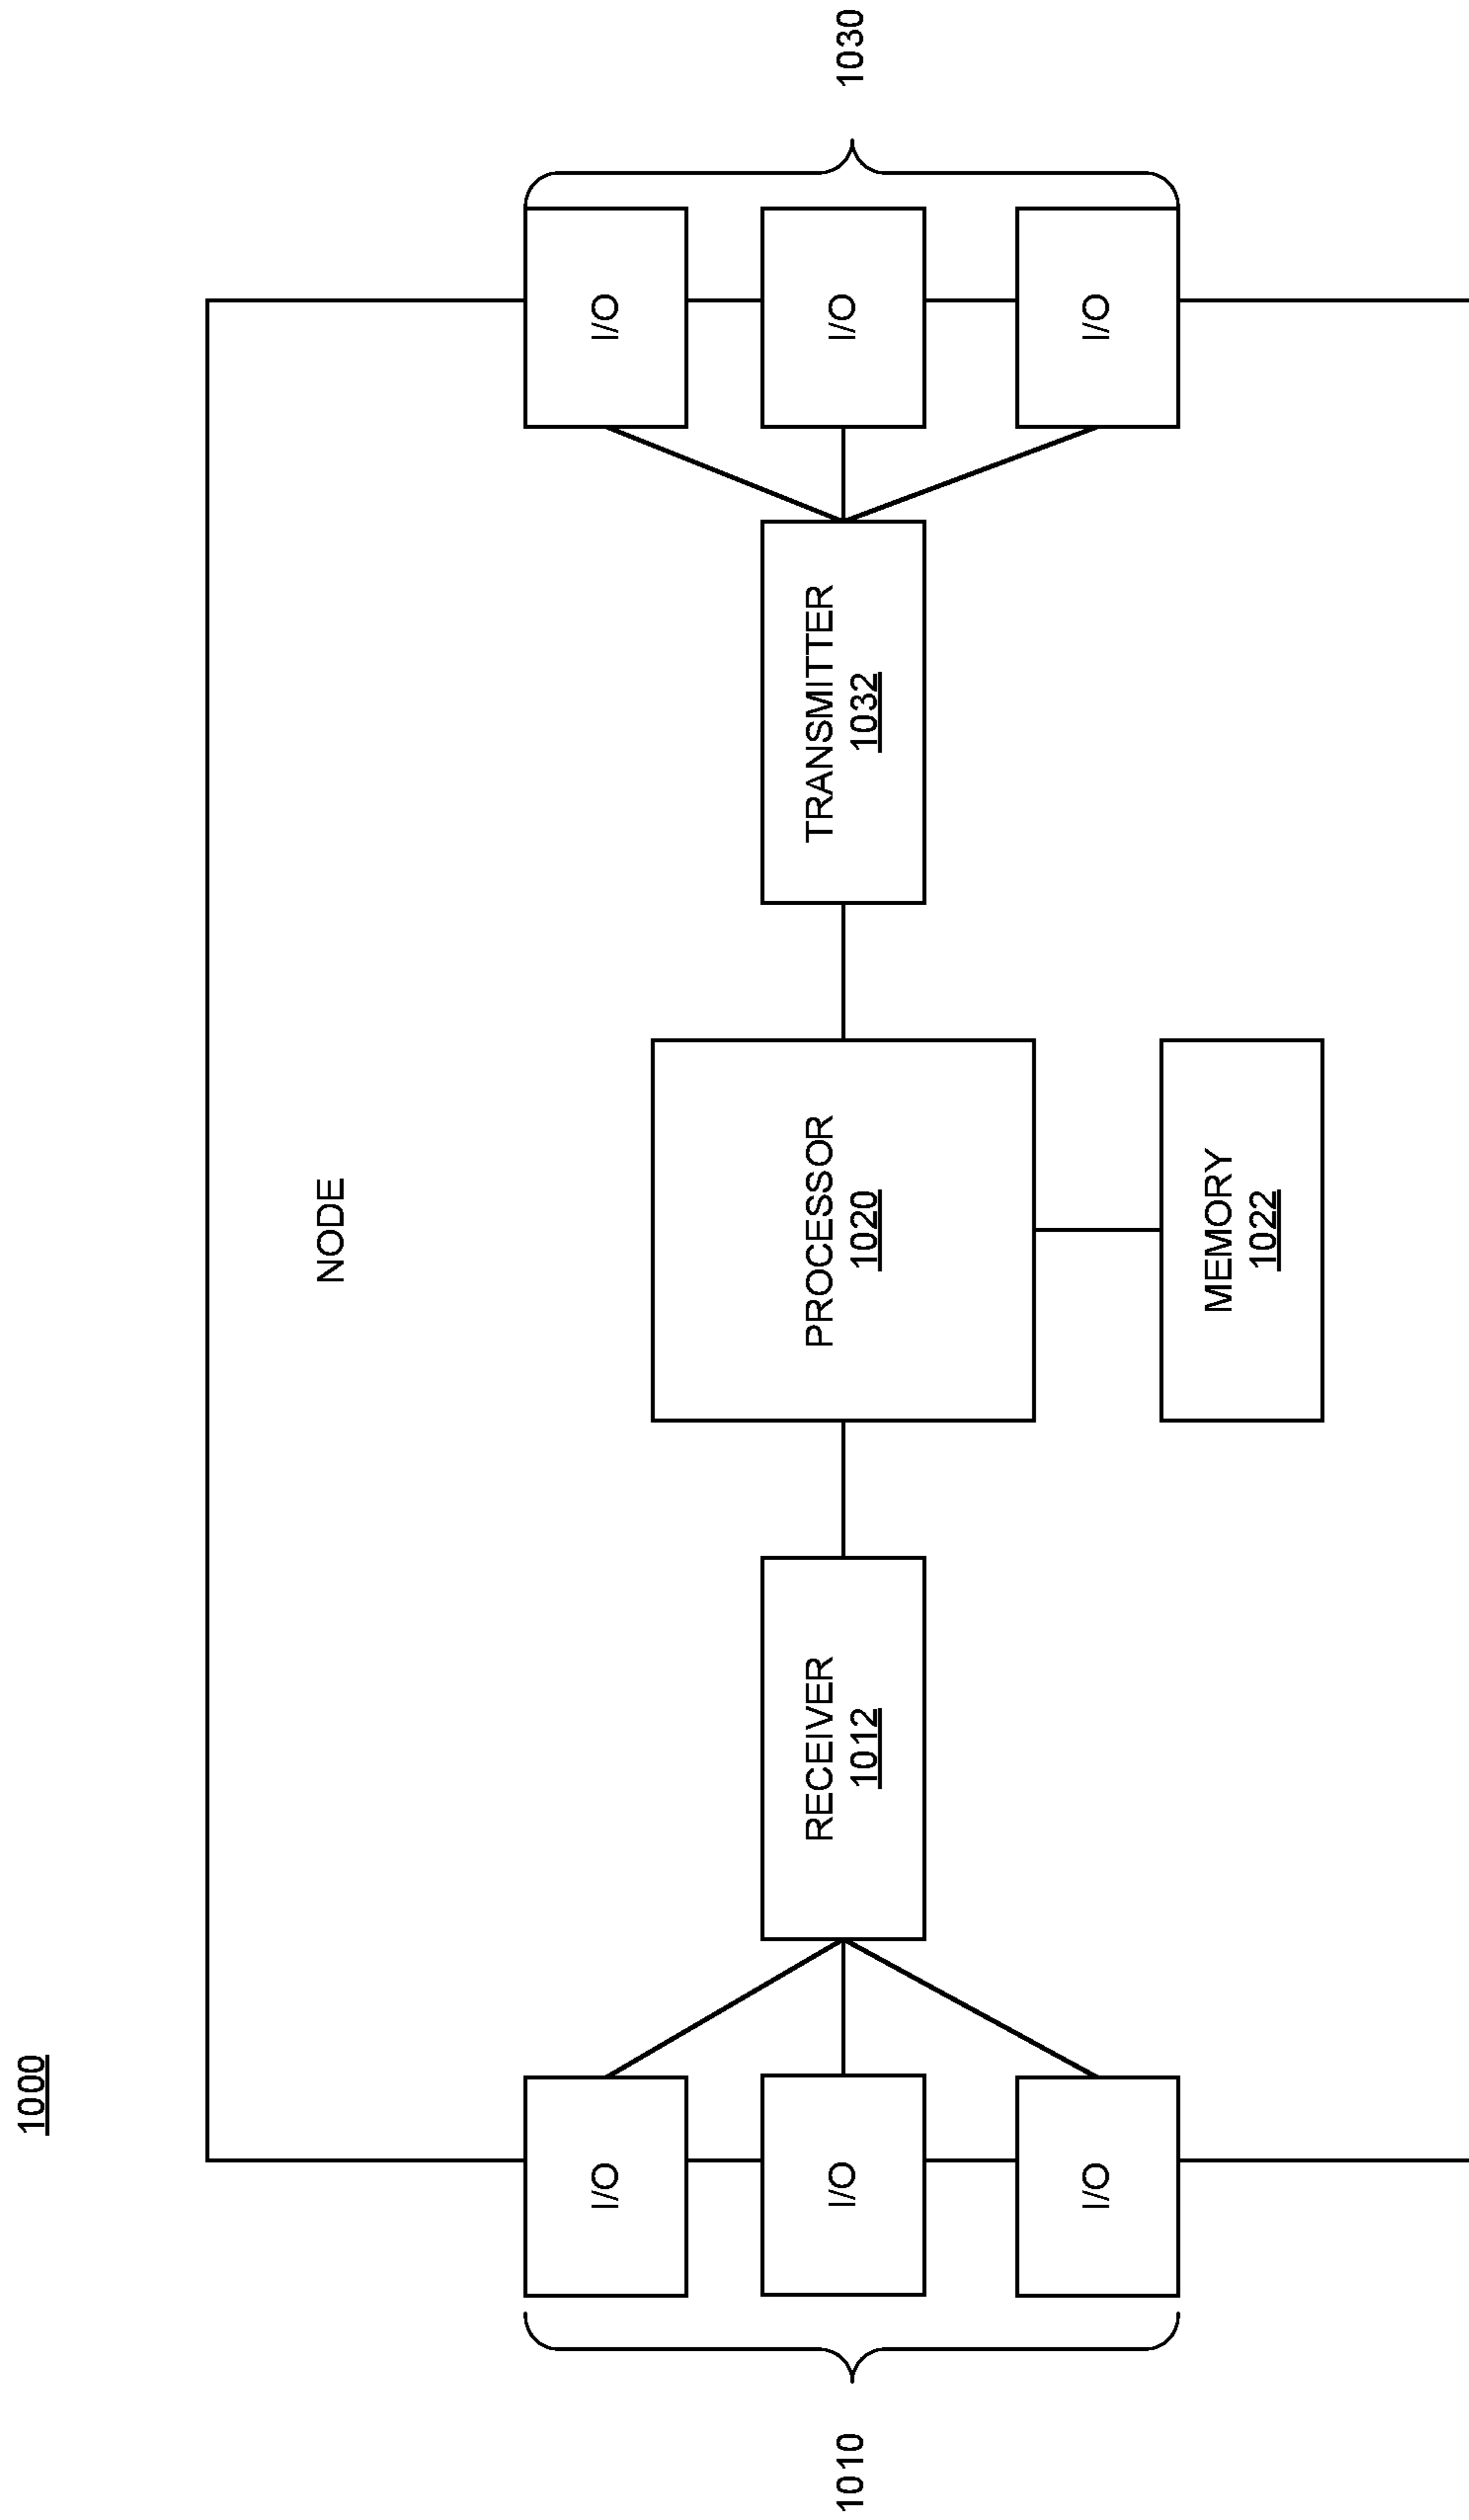 1000
NODE
I/O
I/O
I/O
1010
RECEIVER
1012
PROCESSOR
1020
MEMORY
1022
TRANSMITTER
1032
I/O
I/O
I/O
1030